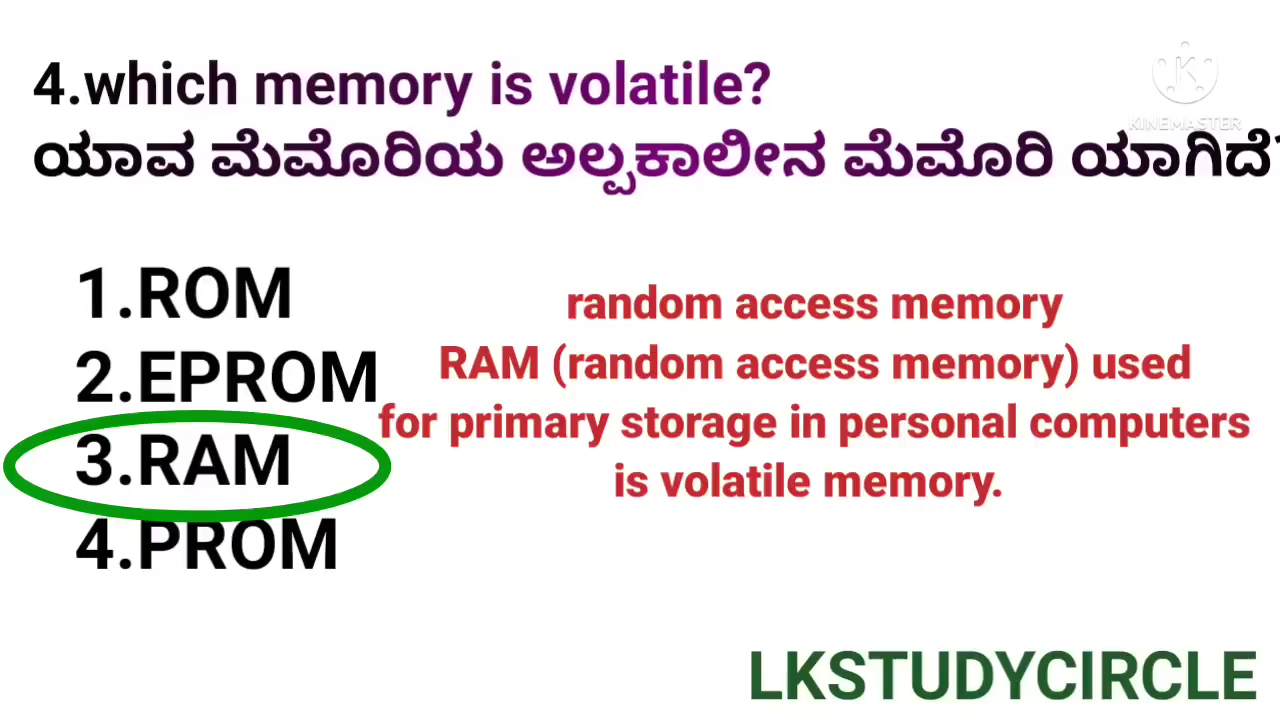 4.which memory is volatile?
ಯಾವ ಮೆಮೊರಿಯ ಅಲ್ಪಕಾಲೀನ ಮೆಮೊರಿ ಯಾಗಿದೆ?
1.ROM
2.EPROM
3.RAM
4.PROM
random access memory
RAM (random access memory) used
for primary storage in personal computers
is volatile memory.
KINEMASTER
LKSTUDYCIRCLE